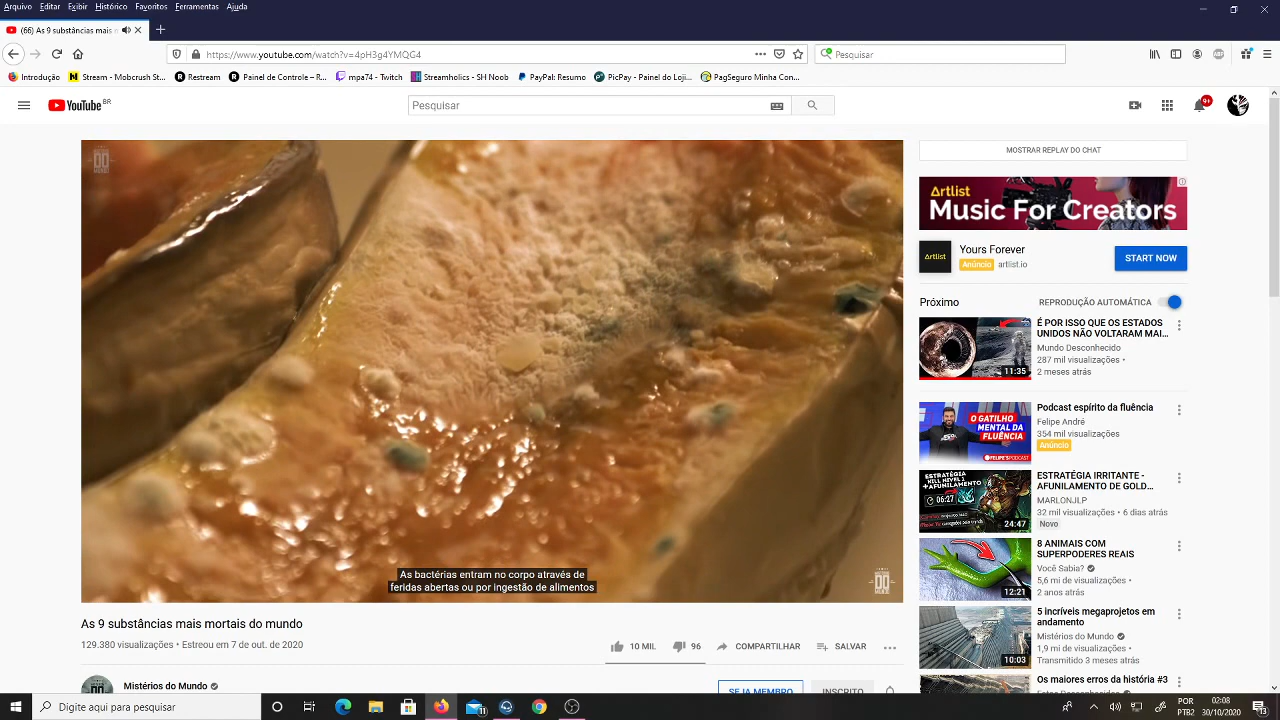 Arquivo Editar Exibir Histórico Favoritos Ferramentas Ajuda
(66) As 9 substâncias mais
https://www.youtube.com/watch?v=4pH3g4YMQG4
Pesquisar
Introdução Stream - Mobcrush St... Restream Painel de Controle – R... mpa74 - Twitch Streamholics - SH Noob PayPal: Resumo PicPay - Painel do Loji... PagSeguro Minha Con...
YouTube BR
Pesquisar
9+
MOSTRAR REPLAY DO CHAT
Artlist
Music For Creators
Artlist
Yours Forever
Anúncio artlist.io
START NOW
Próximo
REPRODUÇÃO AUTOMÁTICA
É POR ISSO QUE OS ESTADOS
UNIDOS NÃO VOLTARAM MAI...
Mundo Desconhecido
287 mil visualizações •
2 meses atrás
11:35
O GATILHO
MENTAL DA
FLUÊNCIA
FELIPE'S PODCAST
Podcast espírito da fluência
Felipe André
354 mil visualizações
Anúncio
06:27
24:47
ESTRATÉGIA IRRITANTE -
AFUNILAMENTO DE GOLD...
MARLONJLP
32 mil visualizações • 6 dias atrás
Novo
12:21
8 ANIMAIS COM
SUPERPODERES REAIS
Você Sabia?
5,6 mi de visualizações •
2 anos atrás
10:03
5 incríveis megaprojetos em
andamento
Mistérios do Mundo
1,9 mi de visualizações •
Transmitido 3 meses atrás
Os maiores erros da história #3
As bactérias entram no corpo através de
feridas abertas ou por ingestão de alimentos
As 9 substâncias mais mortais do mundo
129.380 visualizações • Estreou em 7 de out. de 2020
10 MIL 96 COMPARTILHAR SALVAR
Mistérios do Mundo
SEJA MEMBRO
INSCRITO
Digite aqui para pesquisar
11
POR
PTB2
02:08
30/10/2020